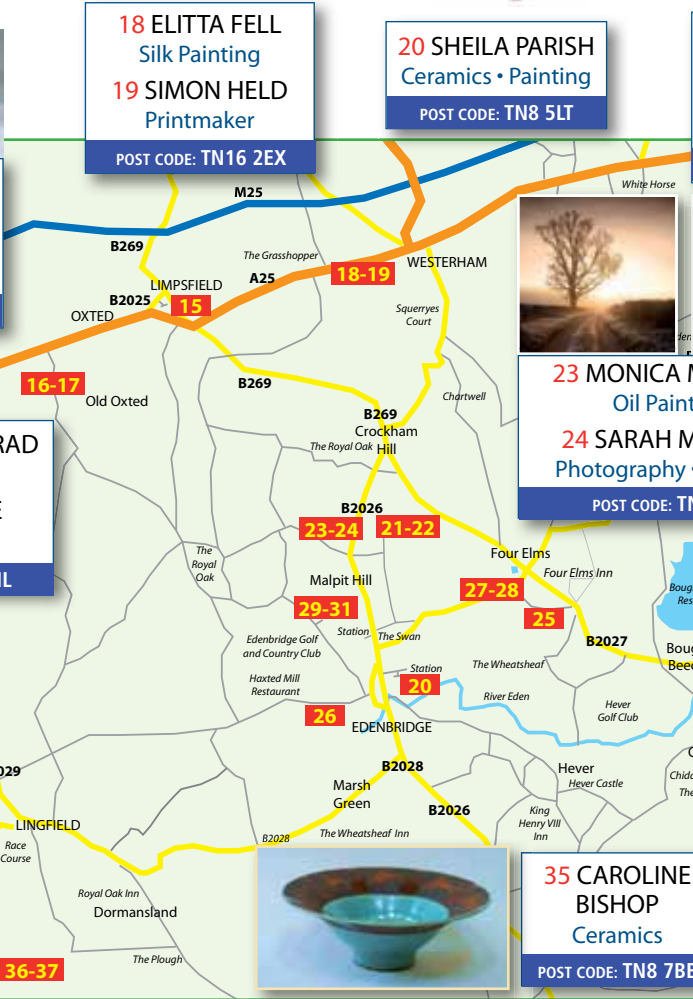 18 ELITTA FELL
Silk Painting
19 SIMON HELD
Printmaker
POST CODE: TN16 2EX
20 SHEILA PARISH
Ceramics • Painting
POST CODE: TN8 5LT
White Horse
M25
B269
The Grasshopper
WESTERHAM
18-19
A25
LIMPSFIELD
B2025
15
OXTED
Squerryes
Court
16-17
Old Oxted
B269
Chartwell
23 MONICA
Oil Paint
24 SARAH
Photography •
POST CODE: TN
B269
Crockham
Hill
The Royal Oak
RAD
E
IL
B2026
23-24
21-22
The
Royal
Oak
Four Elms
Four Elms Inn
Malpit Hill
27-28
29-31
25
Station
The Swan
B2027
Edenbridge Golf
and Country Club
Haxted Mill
Restaurant
Station
20
The Wheatsheaf
River Eden
Hever
Golf Club
26
EDENBRIDGE
B2028
Hever
Hever Castle
029
Marsh
Green
B2026
King
Henry VIII
Inn
LINGFIELD
Race
Course
B2028
The Wheatsheaf Inn
Royal Oak Inn
Dormansland
The Plough
36-37
35 CAROLINE
BISHOP
Ceramics
POST CODE: TN8 7BE